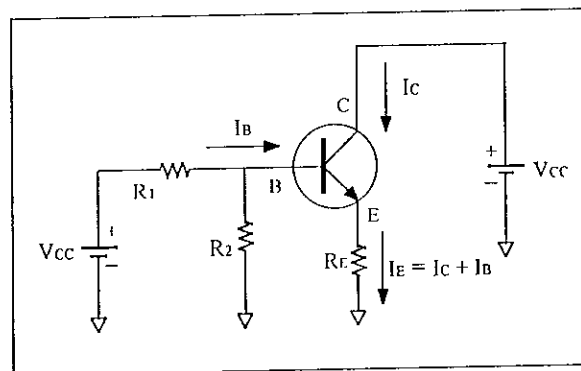 C
IC
IB
+
VCC
-
B
R1
E
+
VCC
-
R2
RE
IE = IC + IB